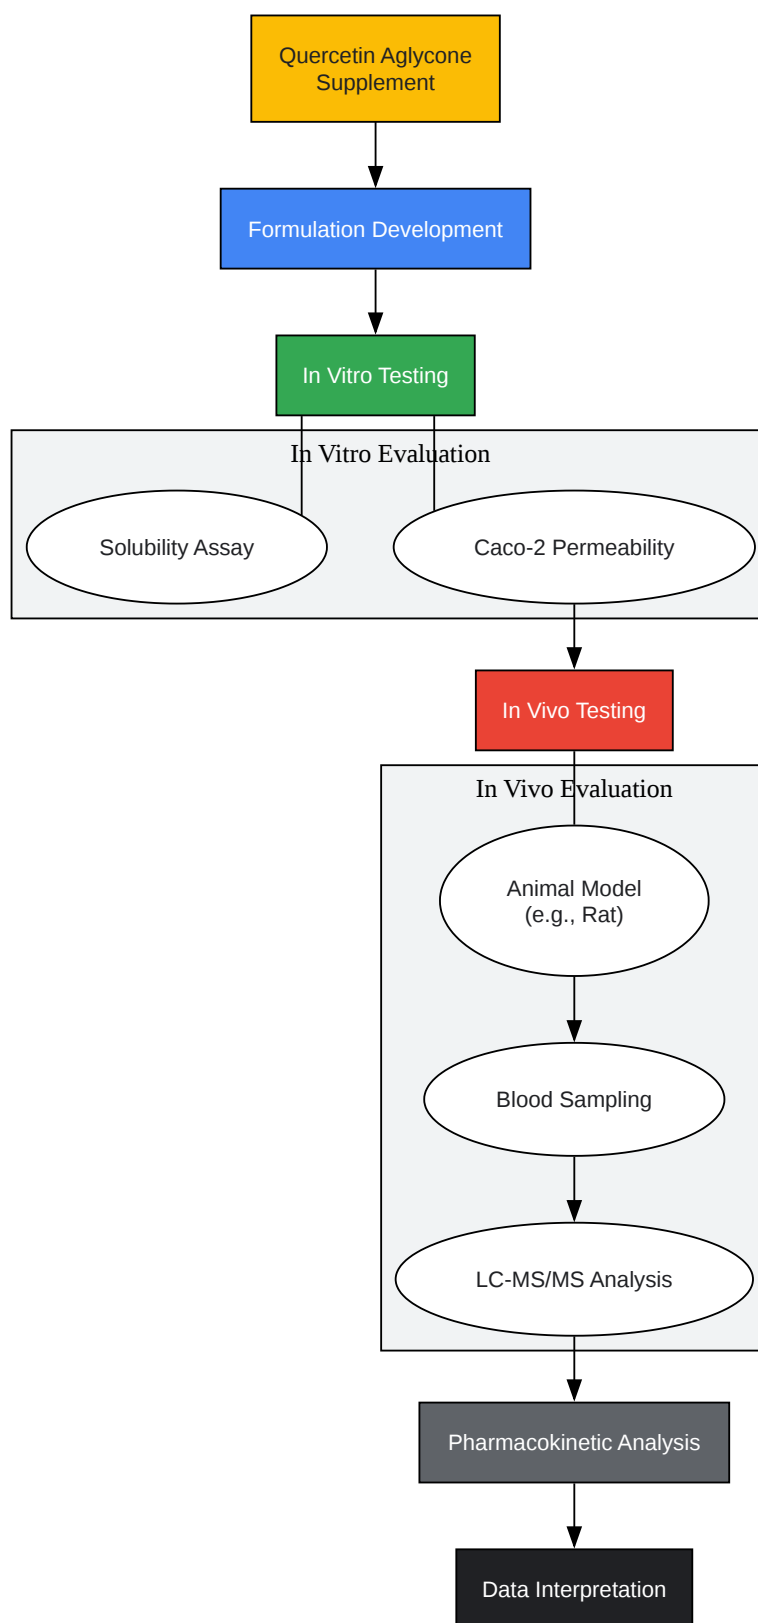 Quercetin Aglycone
Supplement
Formulation Development
In Vitro Testing
In Vitro Evaluation
Solubility Assay
Caco-2 Permeability
In Vivo Testing
In Vivo Evaluation
Animal Model
(e.g., Rat)
Blood Sampling
LC-MS/MS Analysis
Pharmacokinetic Analysis
Data Interpretation